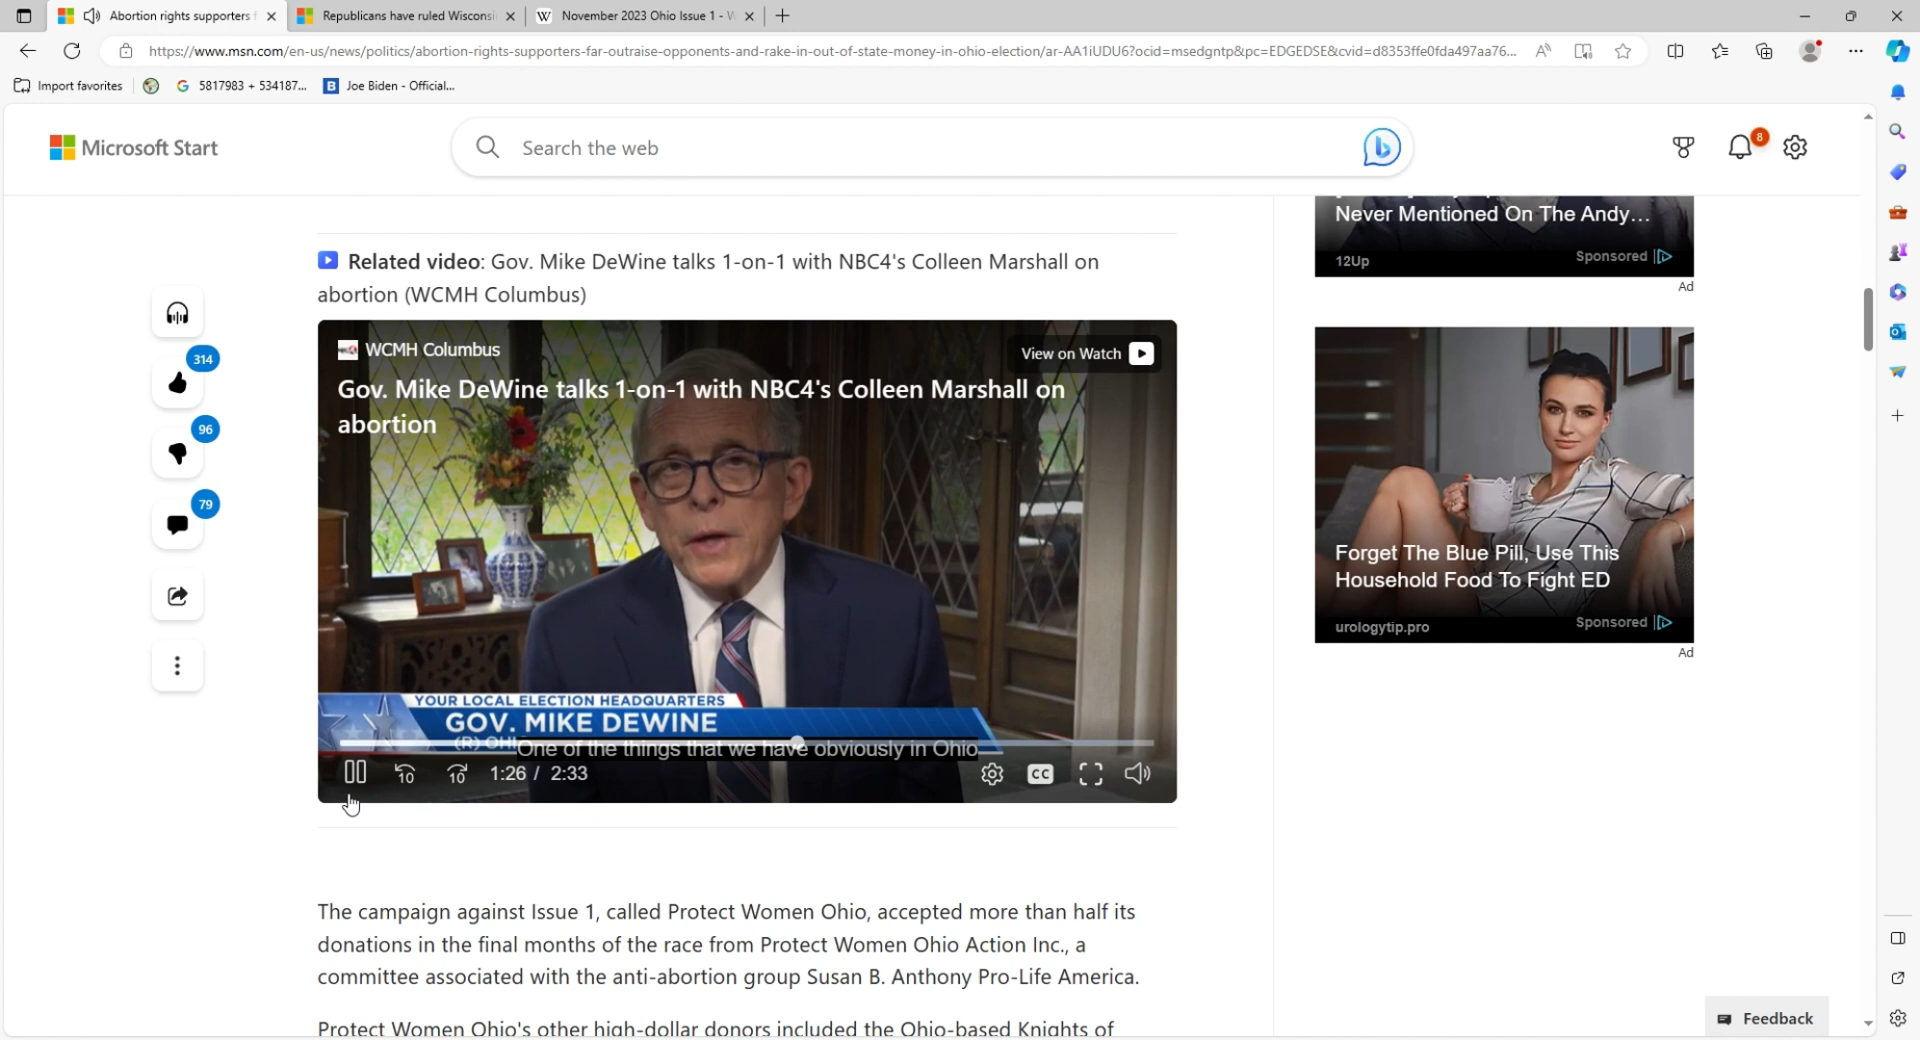 Abortion rights supporters f
Republicans have ruled Wisconsi
November 2023 Ohio Issue 1 - W
https://www.msn.com/en-us/news/politics/abortion-rights-supporters-far-outraise-opponents-and-rake-in-out-of-state-money-in-ohio-election/ar-AA1iUDU6?ocid=msedgntp&pc=EDGEDSE&cvid=d8353ffe0fda497aa76...
Import favorites
5817983 + 534187...
Joe Biden - Official...
Microsoft Start
Search the web
8
Never Mentioned On The Andy...
12Up
Sponsored
Ad
Related video: Gov. Mike DeWine talks 1-on-1 with NBC4's Colleen Marshall on
abortion (WCMH Columbus)
314
96
79
WCMH Columbus
View on Watch
Gov. Mike DeWine talks 1-on-1 with NBC4's Colleen Marshall on
abortion
YOUR LOCAL ELECTION HEADQUARTERS
GOV. MIKE DEWINE
One of the things that we have obviously in Ohio
10
10
1:26 / 2:33
CC
Forget The Blue Pill, Use This
Household Food To Fight ED
urologytip.pro
Sponsored
Ad
The campaign against Issue 1, called Protect Women Ohio, accepted more than half its
donations in the final months of the race from Protect Women Ohio Action Inc., a
committee associated with the anti-abortion group Susan B. Anthony Pro-Life America.
Protect Women Ohio's other high-dollar donors included the Ohio-based Knights of
Feedback